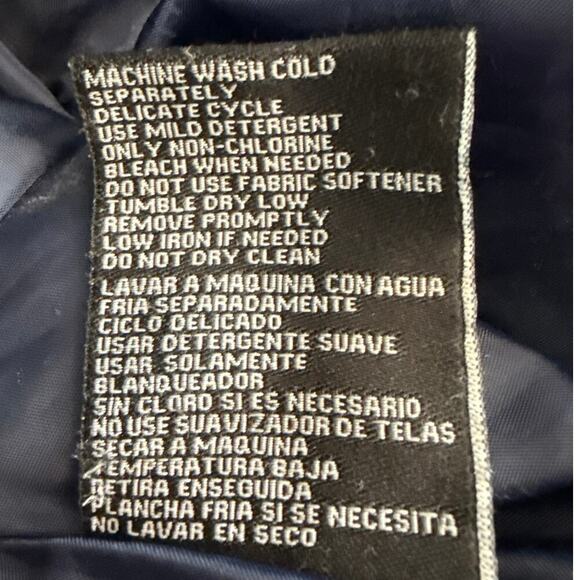 MACHINE WASH COLD
SEPARATELY
DELICATE CYCLE
USE MILD DETERGENT
ONLY NON-CHLORINE
BLEACH WHEN NEEDED
DO NOT USE FABRIC SOFTENER
TUMBLE DRY LOW
REMOVE PROMPTLY
LOW IRON IF NEEDED
DO NOT DRY CLEAN
LAVAR A MAQUINA CON AGUA
FRIA SEPARADAMENTE
CICLO DELICADO
USAR DETERGENTE SUAVE
USAR SOLAMENTE
BLANQUEADOR
SIN CLORO SI ES NECESARIO
NO USE SUAVIZADOR DE TELAS
SECAR A MAQUINA
TEMPERATURA BAJA
RETIRA ENSEGUIDA
PLANCHA FRIA SI SE NECESITA
NO LAVAR EN SECO